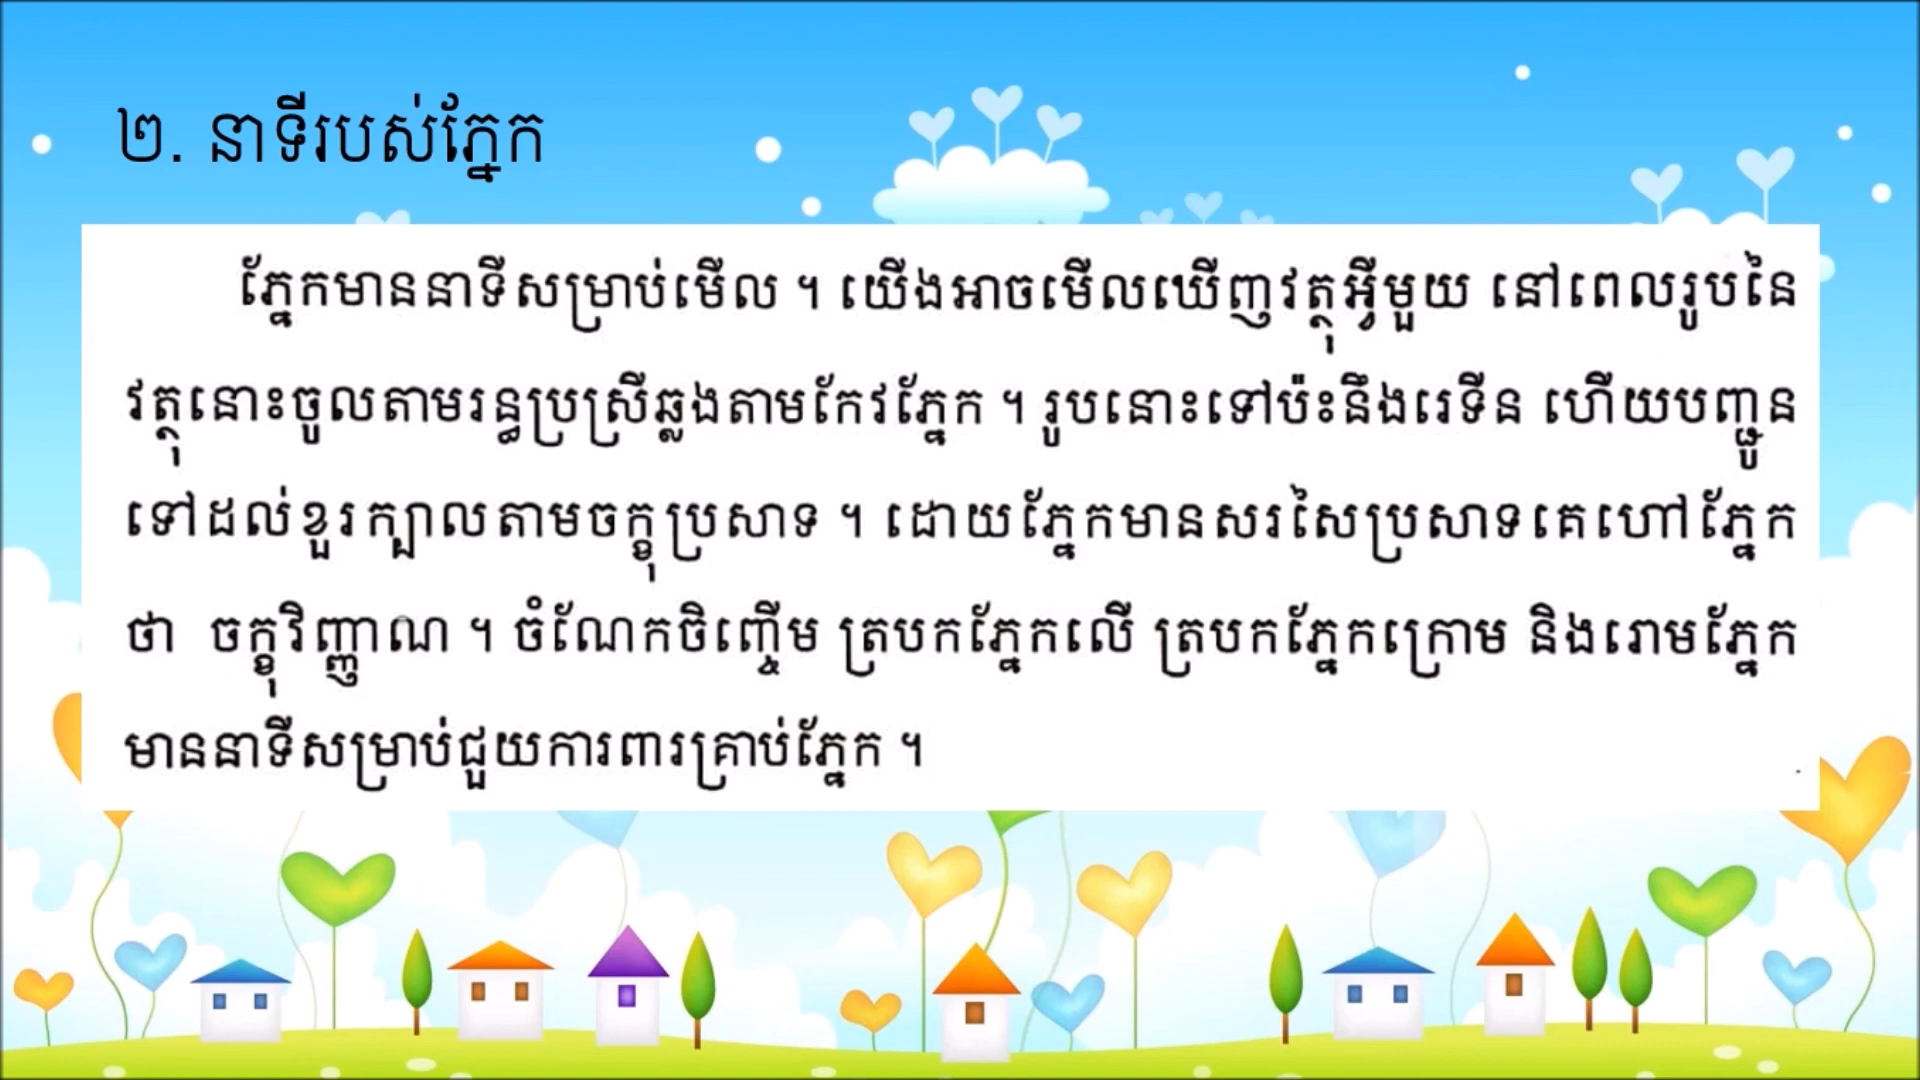 ២. នាទីរបស់ភ្នែក
ភ្នែកមាននាទីសម្រាប់មើល ។ យើងអាចមើលឃើញវត្ថុអ្វីមួយ នៅពេលរូបនៃ
វត្ថុនោះចូលតាមរន្ធប្រស្រីឆ្លងតាមកែវភ្នែក ។ រូបនោះទៅប៉ះនឹងរេទីន ហើយបញ្ជូន
ទៅដល់ខួរក្បាលតាមចក្ខុប្រសាទ ។ ដោយភ្នែកមានសរសៃប្រសាទគេហៅភ្នែក
ថា ចក្ខុវិញ្ញាណ ។ ចំណែកចិញ្ចើម ត្របកភ្នែកលើ ត្របកភ្នែកក្រោម និងរោមភ្នែក
មាននាទីសម្រាប់ជួយការពារគ្រាប់ភ្នែក ។